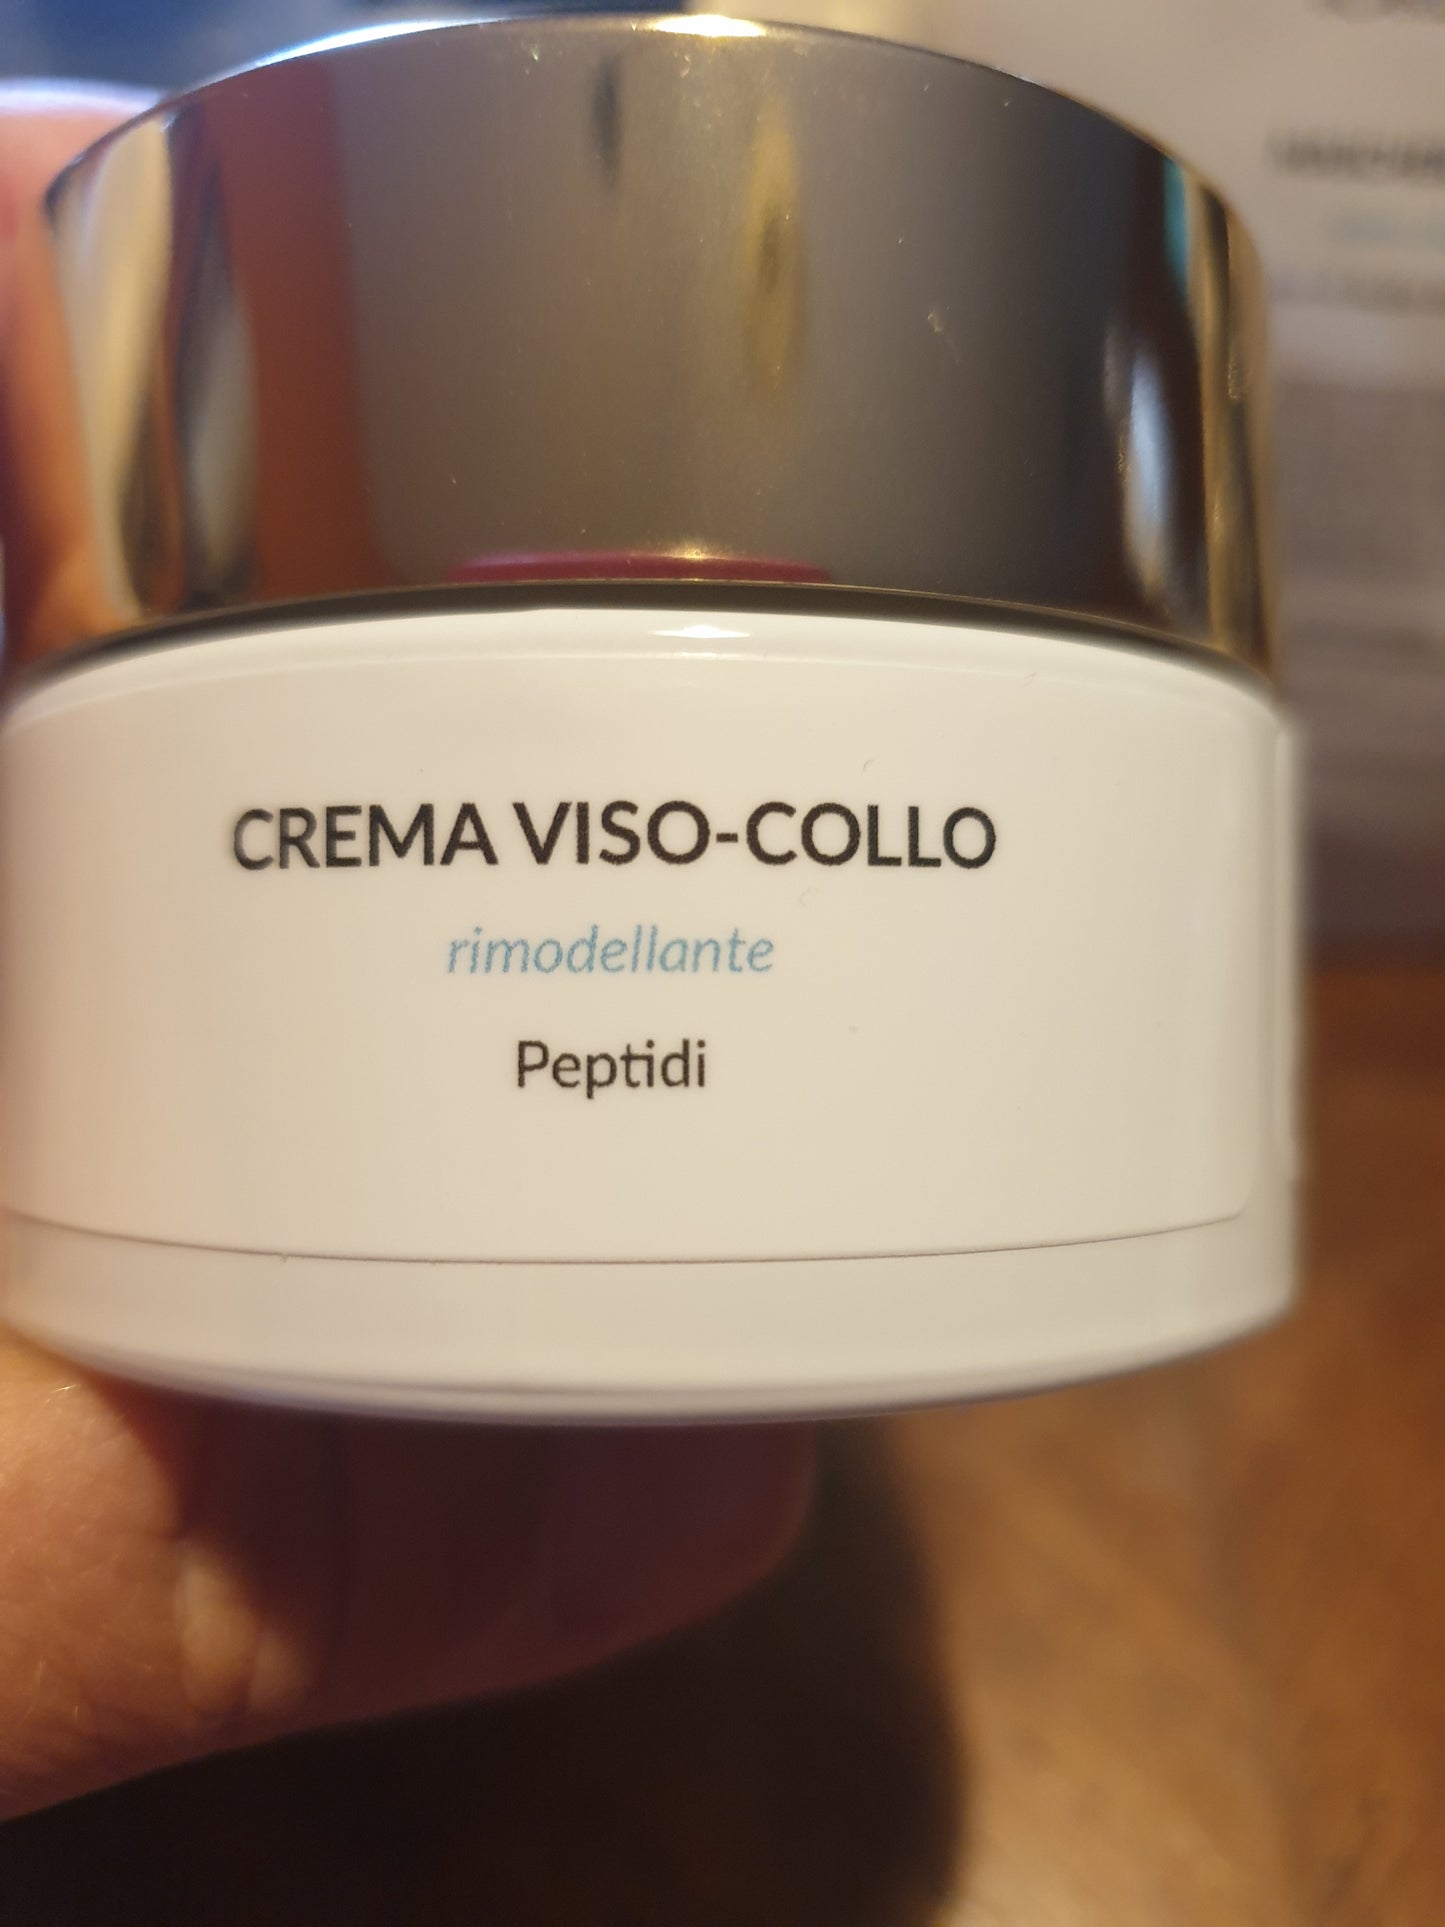 CREMA VISO-COLLO
rimodellante
Peptidi